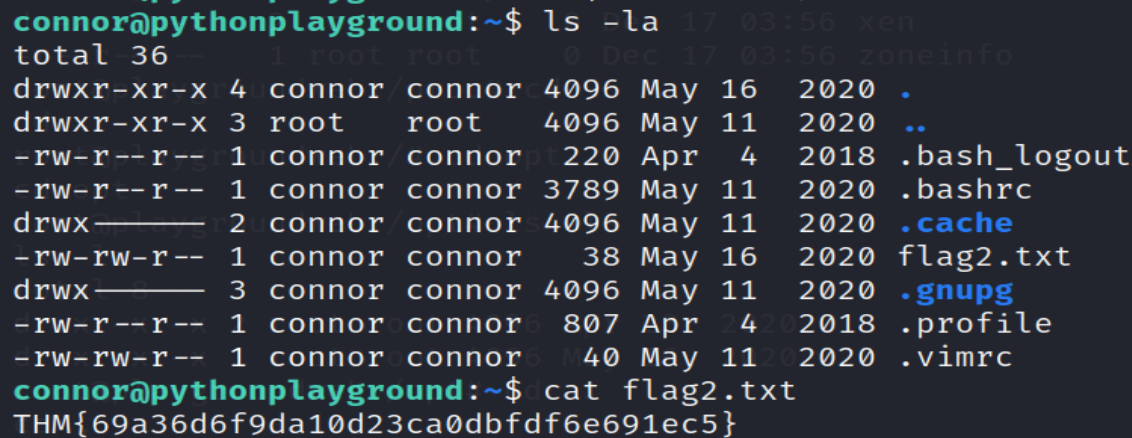 connor@pythonplayground:~$ ls -la
total 36
drwxr-xr-x 4 connor connor 4096 May 16  2020 .
drwxr-xr-x 3 root   root   4096 May 11  2020 ..
-rw-r--r-- 1 connor connor  220 Apr  4  2018 .bash_logout
-rw-r--r-- 1 connor connor 3789 May 11  2020 .bashrc
drwx------ 2 connor connor 4096 May 11  2020 .cache
-rw-rw-r-- 1 connor connor   38 May 16  2020 flag2.txt
drwx------ 3 connor connor 4096 May 11  2020 .gnupg
-rw-r--r-- 1 connor connor  807 Apr  4  2018 .profile
-rw-rw-r-- 1 connor connor   40 May 11  2020 .vimrc
connor@pythonplayground:~$ cat flag2.txt
THM{69a36d6f9da10d23ca0dbfdf6e691ec5}